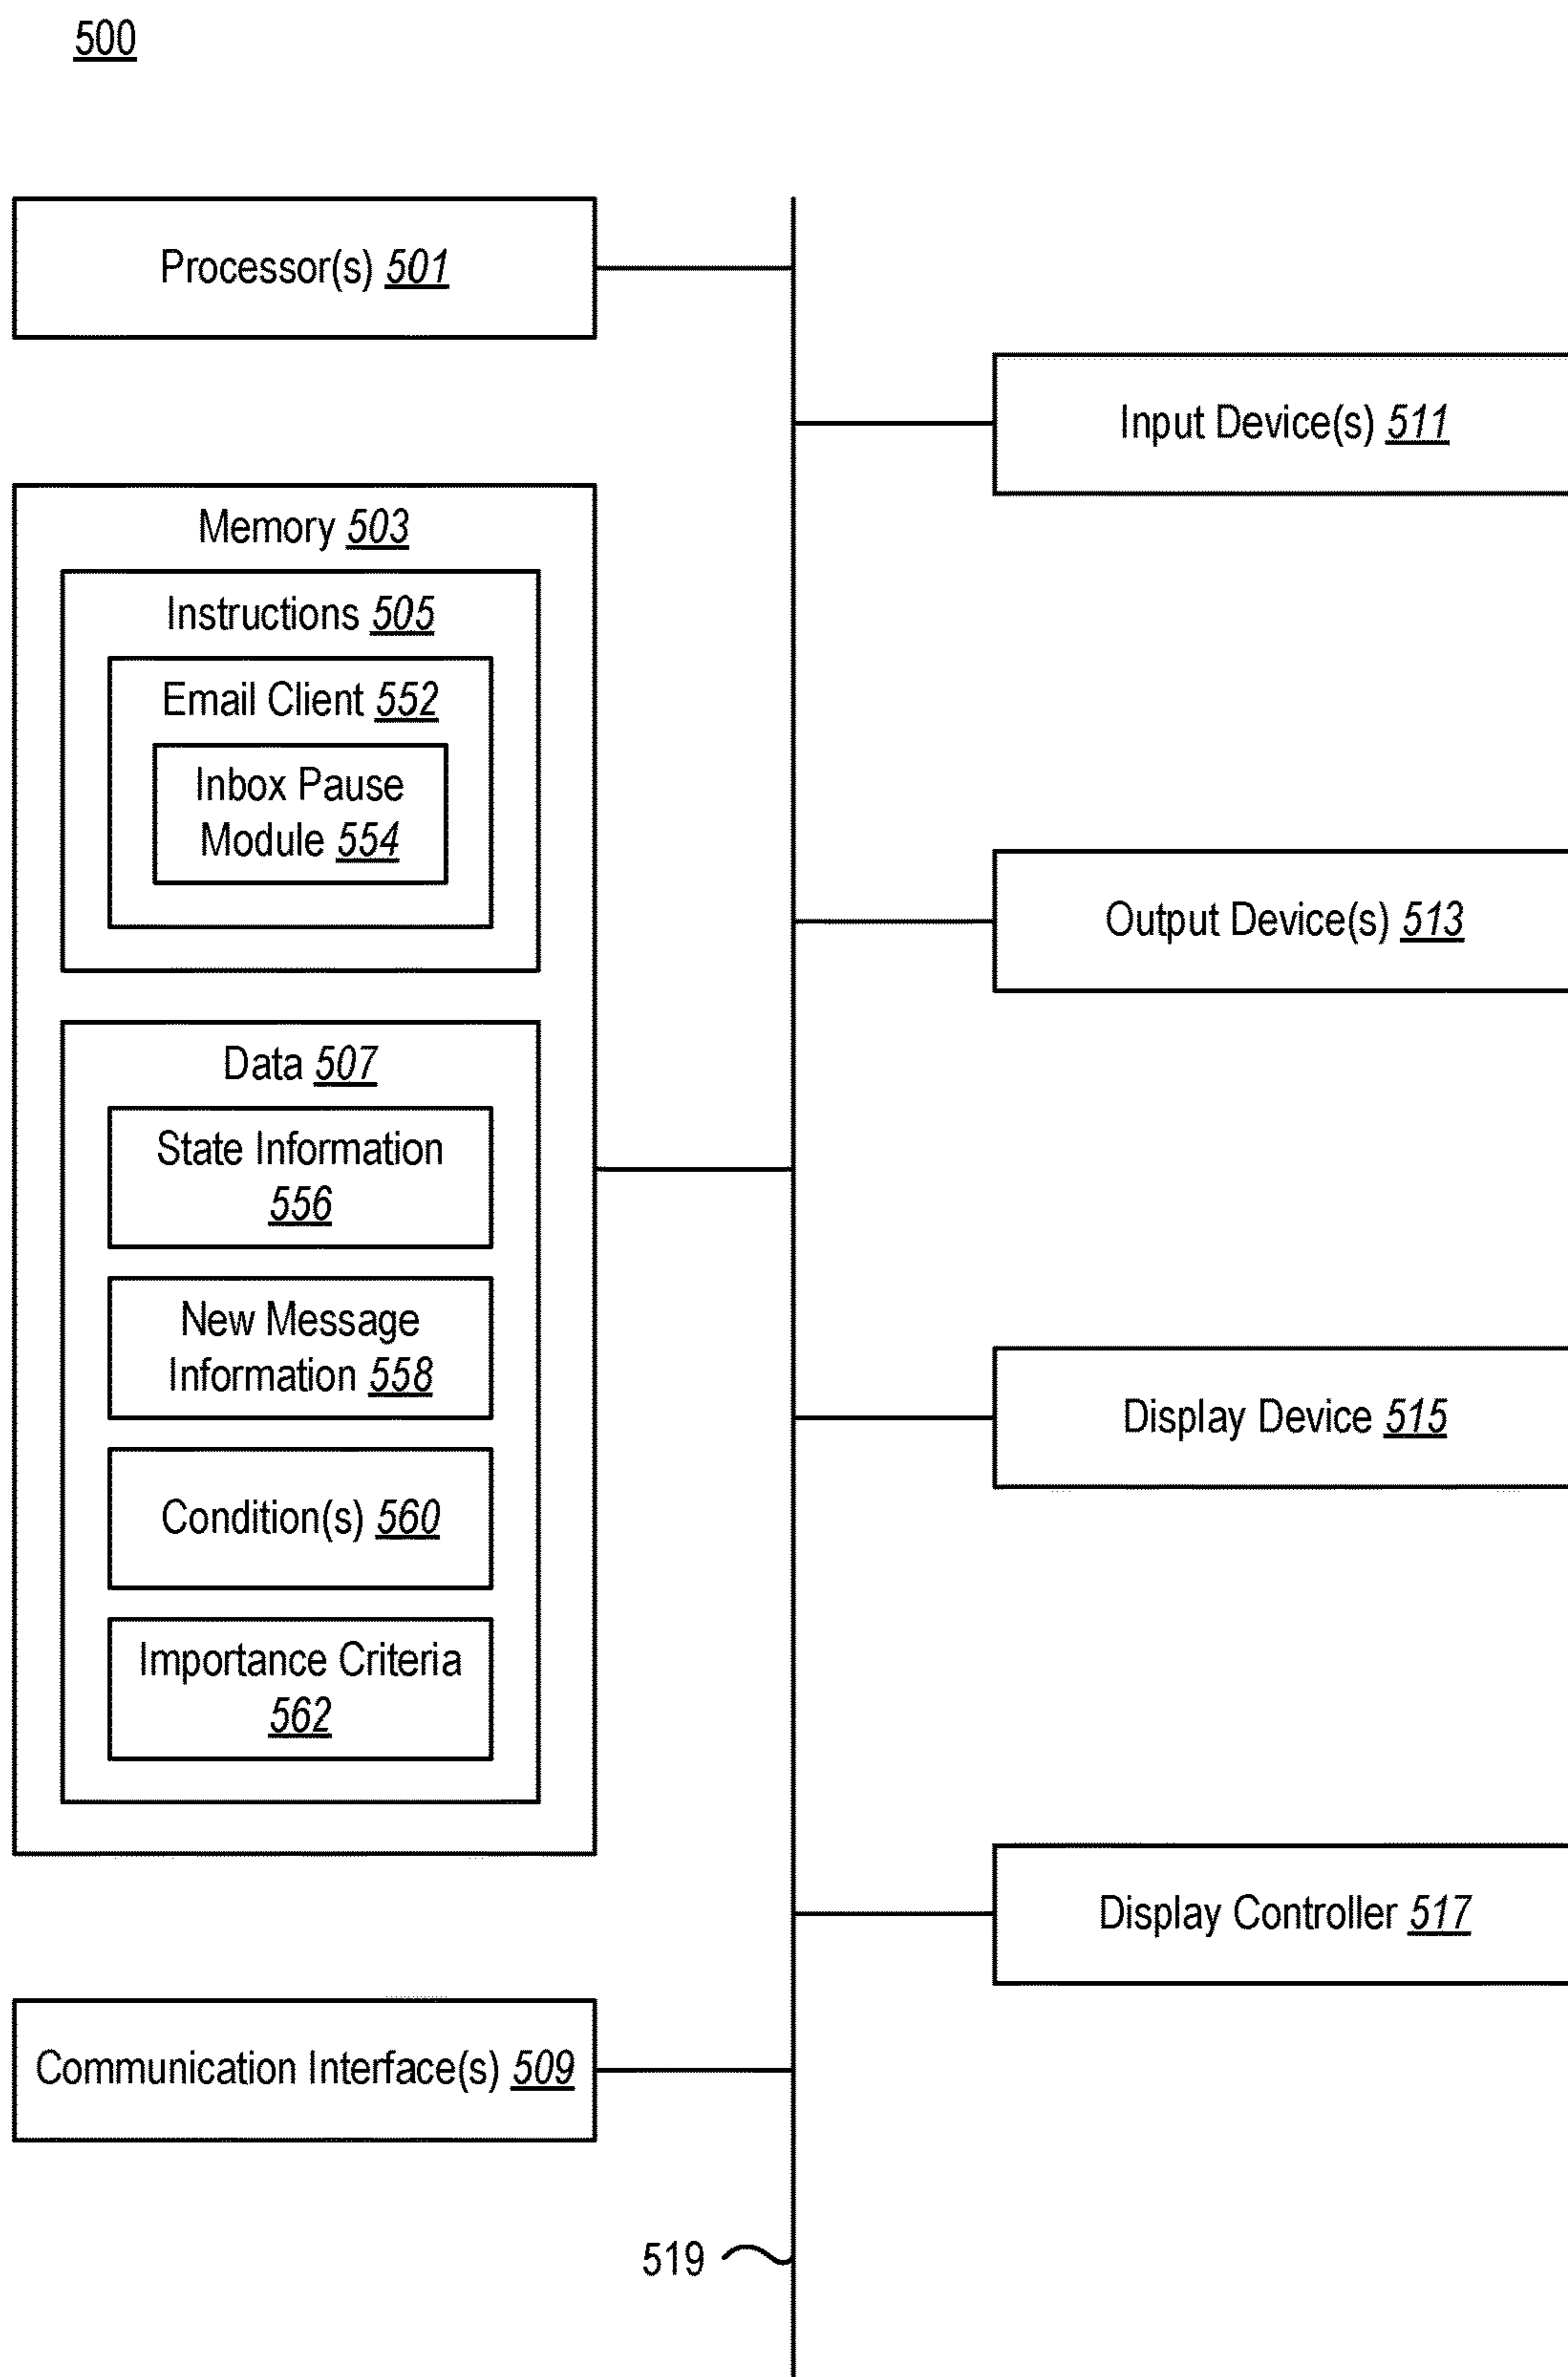 500
Processor(s) 501
Input Device(s) 511
Memory 503
Instructions 505
Email Client 552
Inbox Pause
Module 554
Output Device(s) 513
Data 507
State Information
556
New Message
Information 558
Display Device 515
Condition(s) 560
Importance Criteria
562
Display Controller 517
Communication Interface(s) 509
519